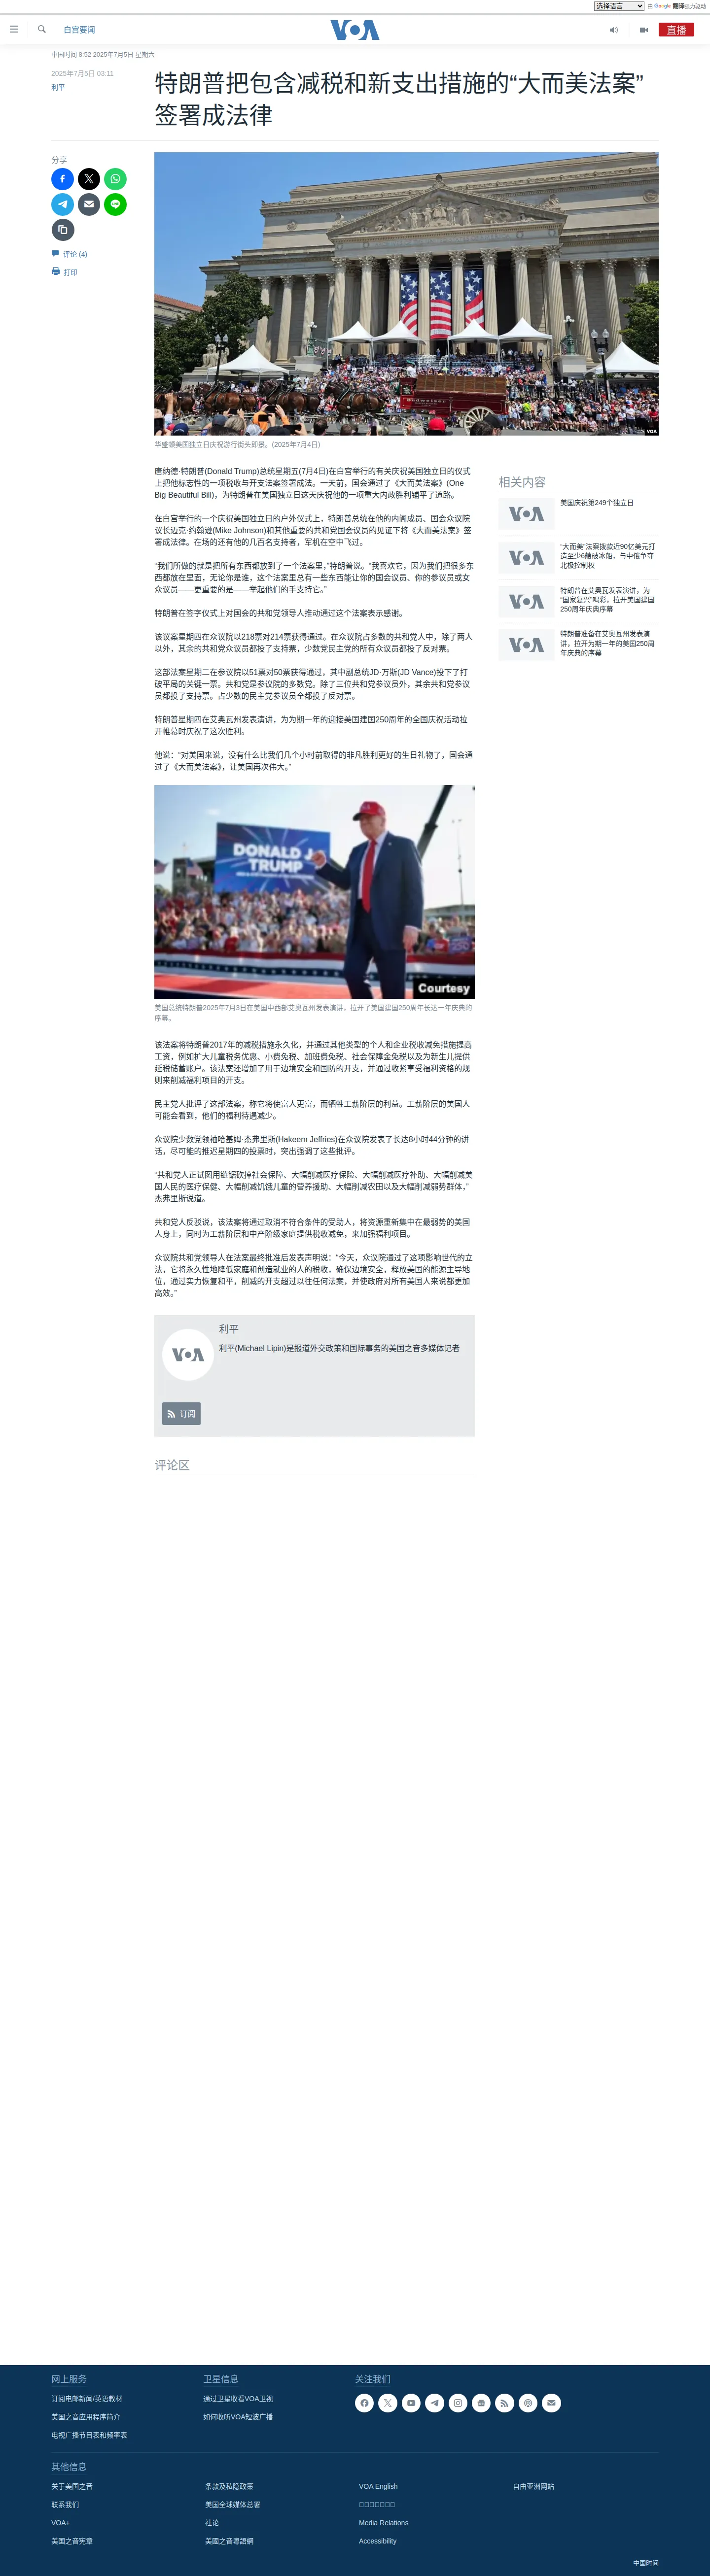 选择语言 由 Google 翻译强力驱动
白宫要闻
VOA
直播
中国时间 8:52 2025年7月5日 星期六
2025年7月5日 03:11
利平
特朗普把包含减税和新支出措施的“大而美法案”
签署成法律
分享
评论 (4)
打印
VOA
华盛顿美国独立日庆祝游行街头即景。(2025年7月4日)
唐纳德·特朗普(Donald Trump)总统星期五(7月4日)在白宫举行的有关庆祝美国独立日的仪式
上把他标志性的一项税收与开支法案签署成法。一天前，国会通过了《大而美法案》(One
Big Beautiful Bill)，为特朗普在美国独立日这天庆祝他的一项重大内政胜利铺平了道路。
在白宫举行的一个庆祝美国独立日的户外仪式上，特朗普总统在他的内阁成员、国会众议院
议长迈克·约翰逊(Mike Johnson)和其他重要的共和党国会议员的见证下将《大而美法案》签
署成法律。在场的还有他的几百名支持者，军机在空中飞过。
“我们所做的就是把所有东西都放到了一个法案里，”特朗普说。“我喜欢它，因为我们把很多东
西都放在里面，无论你是谁，这个法案里总有一些东西能让你的国会议员、你的参议员或女
众议员——更重要的是——举起他们的手支持它。”
特朗普在签字仪式上对国会的共和党领导人推动通过这个法案表示感谢。
该议案星期四在众议院以218票对214票获得通过。在众议院占多数的共和党人中，除了两人
以外，其余的共和党众议员都投了支持票，少数党民主党的所有众议员都投了反对票。
这部法案星期二在参议院以51票对50票获得通过，其中副总统JD·万斯(JD Vance)投下了打
破平局的关键一票。共和党是参议院的多数党。除了三位共和党参议员外，其余共和党参议
员都投了支持票。占少数的民主党参议员全都投了反对票。
特朗普星期四在艾奥瓦州发表演讲，为为期一年的迎接美国建国250周年的全国庆祝活动拉
开帷幕时庆祝了这次胜利。
他说：“对美国来说，没有什么比我们几个小时前取得的非凡胜利更好的生日礼物了，国会通
过了《大而美法案》，让美国再次伟大。”
DONALD J.
TRUMP
Courtesy
美国总统特朗普2025年7月3日在美国中西部艾奥瓦州发表演讲，拉开了美国建国250周年长达一年庆典的
序幕。
该法案将特朗普2017年的减税措施永久化，并通过其他类型的个人和企业税收减免措施提高
工资，例如扩大儿童税务优惠、小费免税、加班费免税、社会保障金免税以及为新生儿提供
延税储蓄账户。该法案还增加了用于边境安全和国防的开支，并通过收紧享受福利资格的规
则来削减福利项目的开支。
民主党人批评了这部法案，称它将使富人更富，而牺牲工薪阶层的利益。工薪阶层的美国人
可能会看到，他们的福利待遇减少。
众议院少数党领袖哈基姆·杰弗里斯(Hakeem Jeffries)在众议院发表了长达8小时44分钟的讲
话，尽可能的推迟星期四的投票时，突出强调了这些批评。
“共和党人正试图用链锯砍掉社会保障、大幅削减医疗保险、大幅削减医疗补助、大幅削减美
国人民的医疗保健、大幅削减饥饿儿童的营养援助、大幅削减农田以及大幅削减弱势群体，”
杰弗里斯说道。
共和党人反驳说，该法案将通过取消不符合条件的受助人，将资源重新集中在最弱势的美国
人身上，同时为工薪阶层和中产阶级家庭提供税收减免，来加强福利项目。
众议院共和党领导人在法案最终批准后发表声明说：“今天，众议院通过了这项影响世代的立
法，它将永久性地降低家庭和创造就业的人的税收，确保边境安全，释放美国的能源主导地
位，通过实力恢复和平，削减的开支超过以往任何法案，并使政府对所有美国人来说都更加
高效。”
相关内容
VOA
美国庆祝第249个独立日
VOA
“大而美”法案拨款近90亿美元打
造至少6艘破冰船，与中俄争夺
北极控制权
VOA
特朗普在艾奥瓦发表演讲，为
“国家复兴”喝彩，拉开美国建国
250周年庆典序幕
VOA
特朗普准备在艾奥瓦州发表演
讲，拉开为期一年的美国250周
年庆典的序幕
VOA
利平
利平(Michael Lipin)是报道外交政策和国际事务的美国之音多媒体记者
订阅
评论区
网上服务
订阅电邮新闻/英语教材
美国之音应用程序简介
电视广播节目表和频率表
卫星信息
通过卫星收看VOA卫视
如何收听VOA短波广播
关注我们
其他信息
关于美国之音 条款及私隐政策 VOA English 自由亚洲网站
联系我们 美国全球媒体总署
VOA+ 社论 Media Relations
美国之音宪章 美國之音粵語網 Accessibility
中国时间